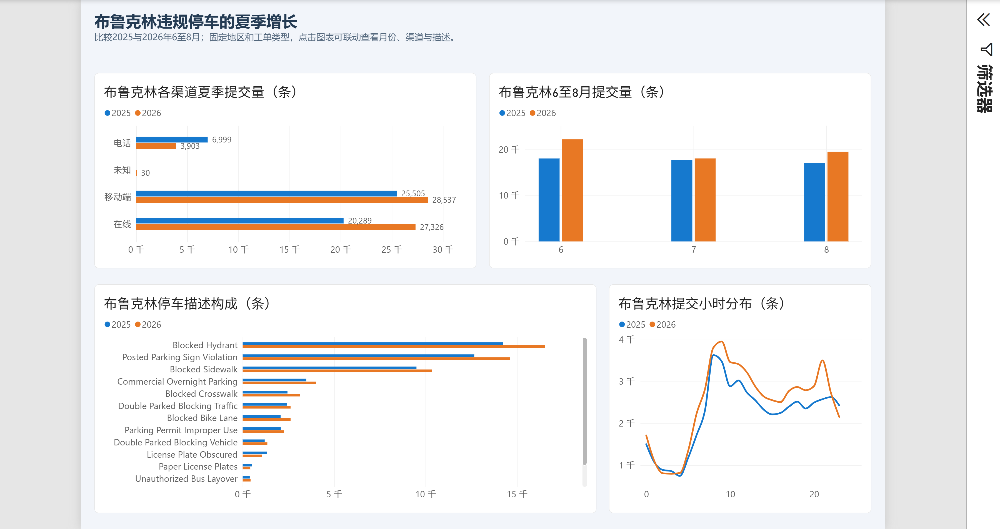 布鲁克林违规停车的夏季增长
比较2025与2026年6至8月；固定地区和工单类型，点击图表可联动查看月份、渠道与描述。
筛选器
布鲁克林各渠道夏季提交量（条）
2025 2026
电话 6,999
3,903
未知 30
移动端 25,505
28,537
在线 20,289
27,326
0 千 5 千 10 千 15 千 20 千 25 千 30 千
布鲁克林6至8月提交量（条）
2025 2026
20 千
10 千
0 千
6 7 8
布鲁克林停车描述构成（条）
2025 2026
Blocked Hydrant
Posted Parking Sign Violation
Blocked Sidewalk
Commercial Overnight Parking
Blocked Crosswalk
Double Parked Blocking Traffic
Blocked Bike Lane
Parking Permit Improper Use
Double Parked Blocking Vehicle
License Plate Obscured
Paper License Plates
Unauthorized Bus Layover
0 千 5 千 10 千 15 千
布鲁克林提交小时分布（条）
2025 2026
4 千
3 千
2 千
1 千
0 10 20